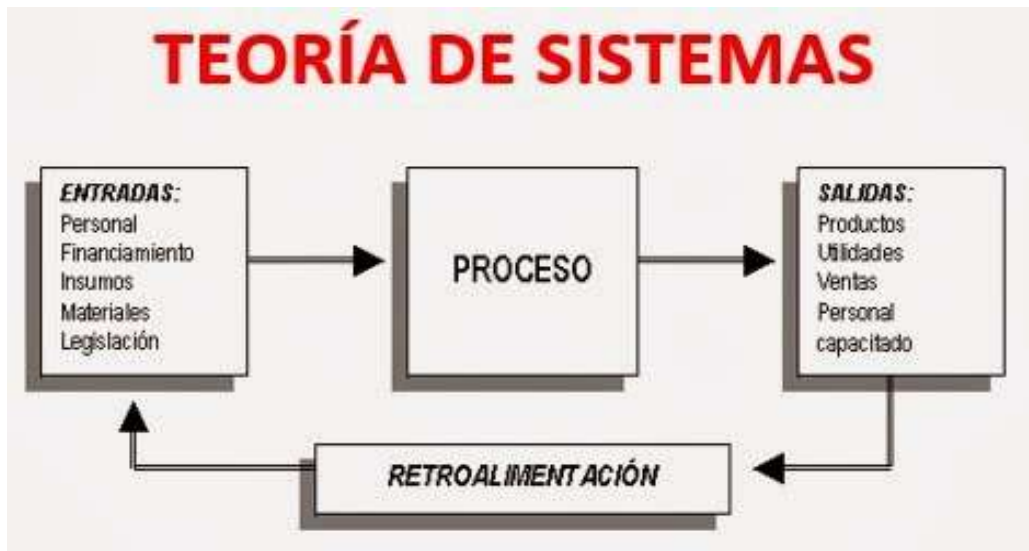 TEORÍA DE SISTEMAS
ENTRADAS:
Personal
Financiamiento
Insumos
Materiales
Legislación
PROCESO
SALIDAS:
Productos
Utilidades
Ventas
Personal
capacitado
RETROALIMENTACIÓN